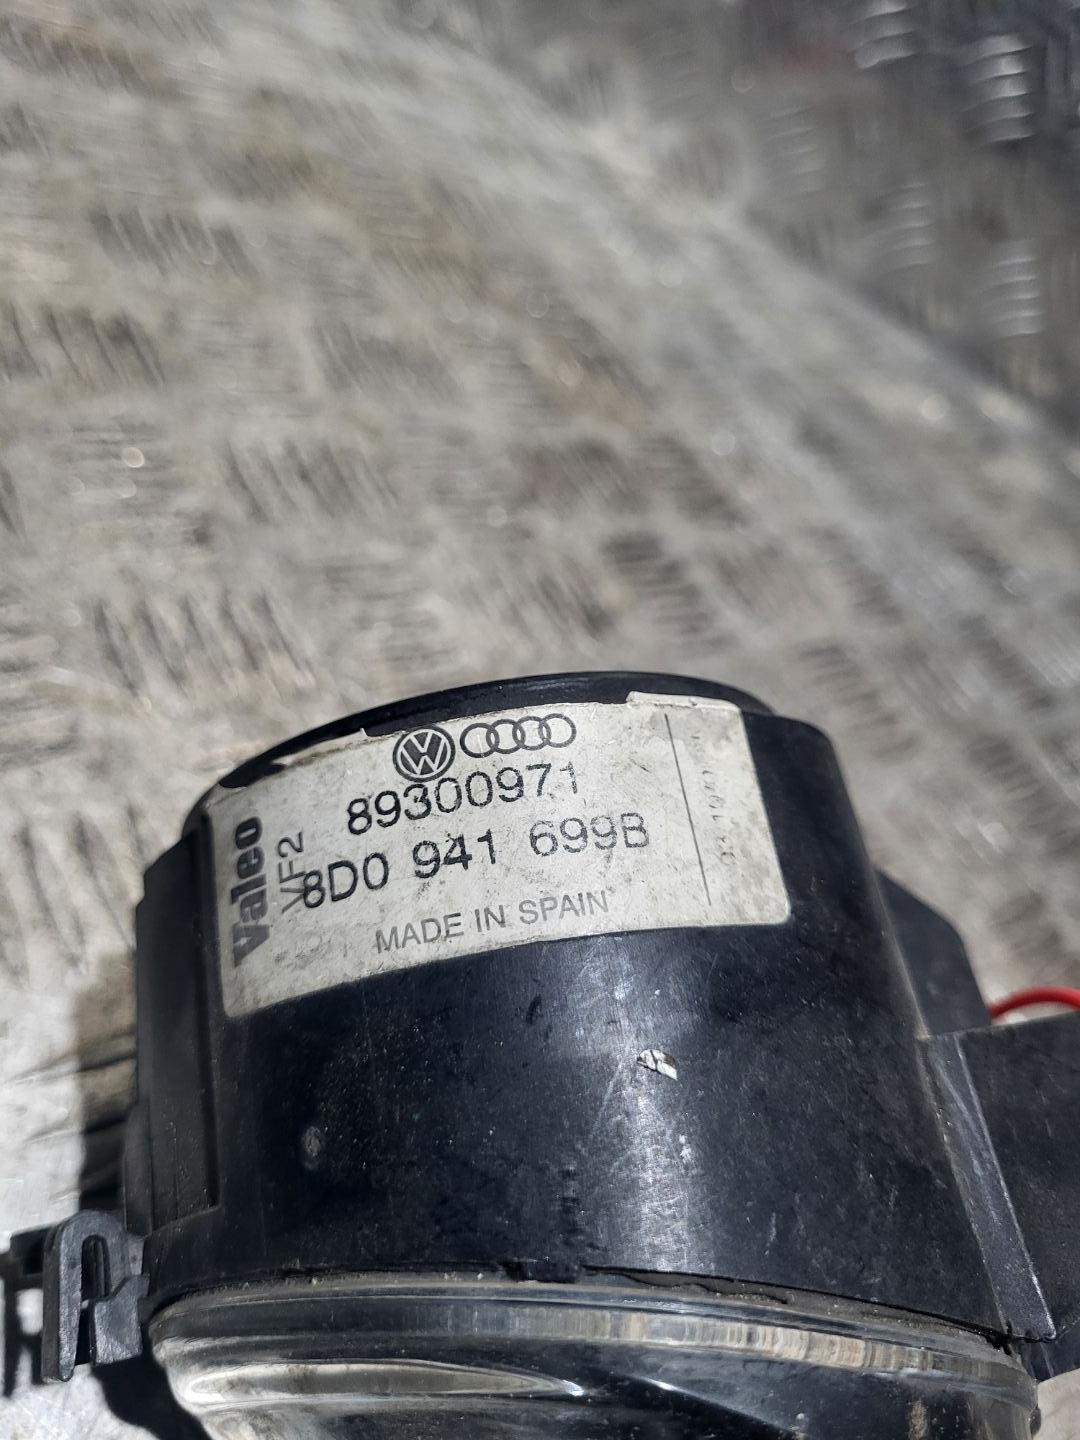 89300971
8D0 941 699B
MADE IN SPAIN
Valeo
VF2